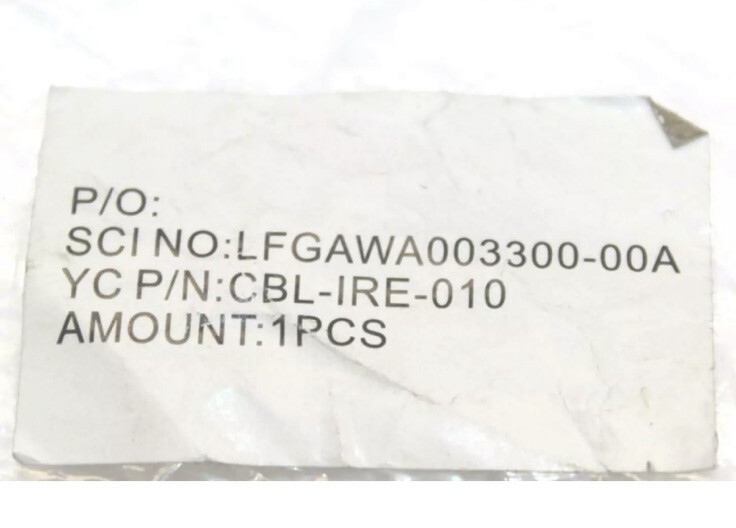 P/O:
SCI NO:LFGAWA003300-00A
YC P/N:CBL-IRE-010
AMOUNT:1PCS